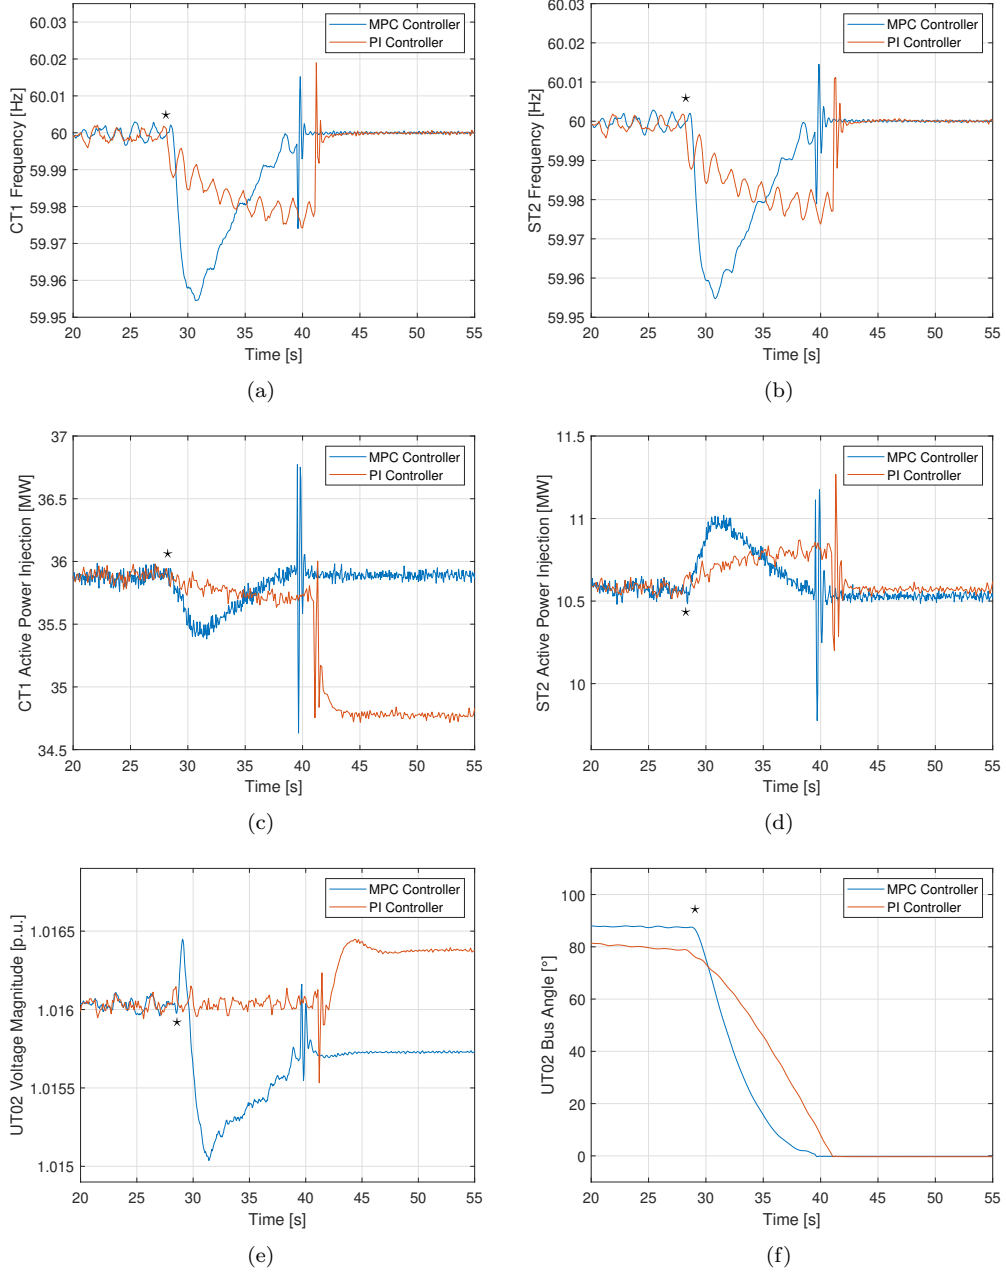 60.03
60.02
60.01
60
59.99
59.98
59.97
59.96
59.95
CT1 Frequency [Hz]
MPC Controller
PI Controller
20 25 30 35 40 45 50 55
Time [s]
(a)
60.03
60.02
60.01
60
59.99
59.98
59.97
59.96
59.95
ST2 Frequency [Hz]
MPC Controller
PI Controller
20 25 30 35 40 45 50 55
Time [s]
(b)
37
36.5
36
35.5
35
34.5
CT1 Active Power Injection [MW]
MPC Controller
PI Controller
20 25 30 35 40 45 50 55
Time [s]
(c)
11.5
11
10.5
10
ST2 Active Power Injection [MW]
MPC Controller
PI Controller
20 25 30 35 40 45 50 55
Time [s]
(d)
1.0165
1.016
1.0155
1.015
UT02 Voltage Magnitude [p.u.]
MPC Controller
PI Controller
20 25 30 35 40 45 50 55
Time [s]
(e)
100
80
60
40
20
0
UT02 Bus Angle [°]
MPC Controller
PI Controller
20 25 30 35 40 45 50 55
Time [s]
(f)